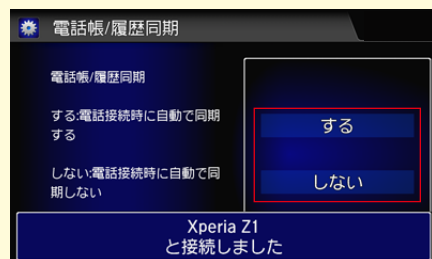 電話帳/履歴同期
電話帳/履歴同期
する:電話接続時に自動で同期
する
しない:電話接続時に自動で同
期しない
する
しない
Xperia Z1
と接続しました